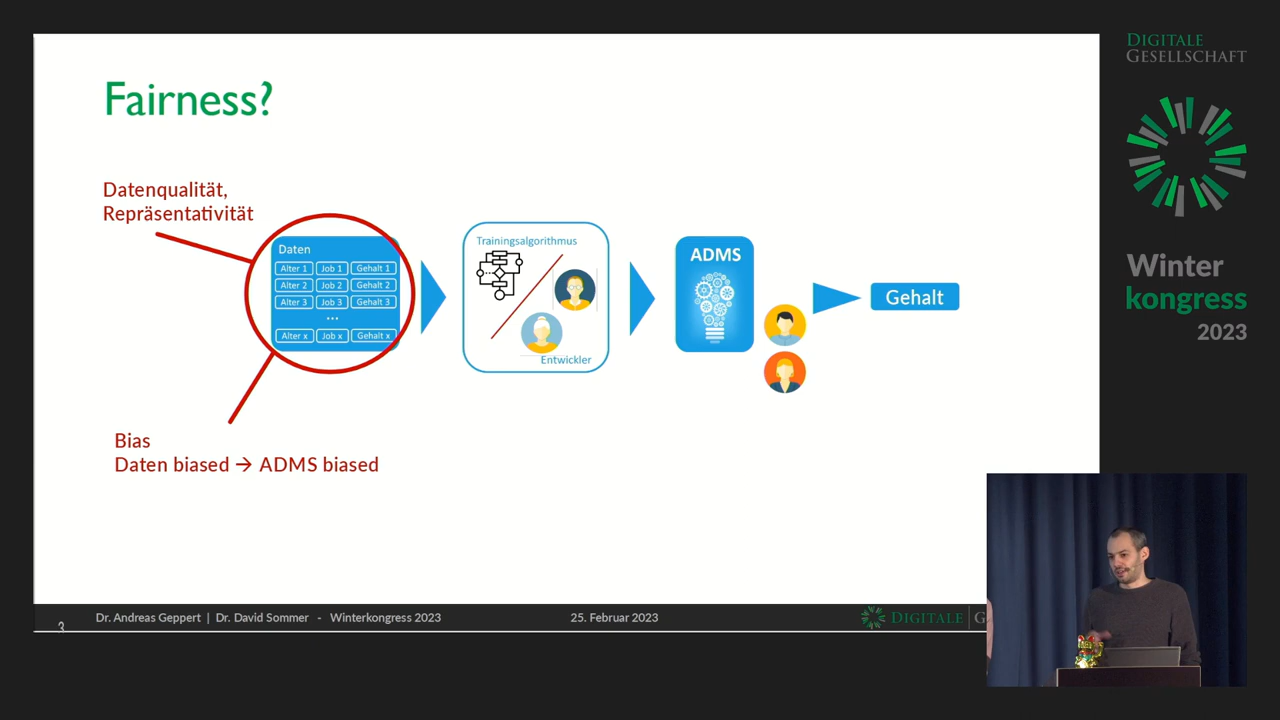 Fairness?
Datenqualität,
Repräsentativität
Daten
Alter 1 Job 1 Gehalt 1
Alter 2 Job 2 Gehalt 2
Alter 3 Job 3 Gehalt 3
...
Alter x Job x Gehalt x
Trainingsalgorithmus
Entwickler
ADMS
Gehalt
Bias
Daten biased → ADMS biased
3
Dr. Andreas Geppert | Dr. David Sommer - Winterkongress 2023
25. Februar 2023
DIGITALE G
DIGITALE
GESELLSCHAFT
Winter
kongress
2023